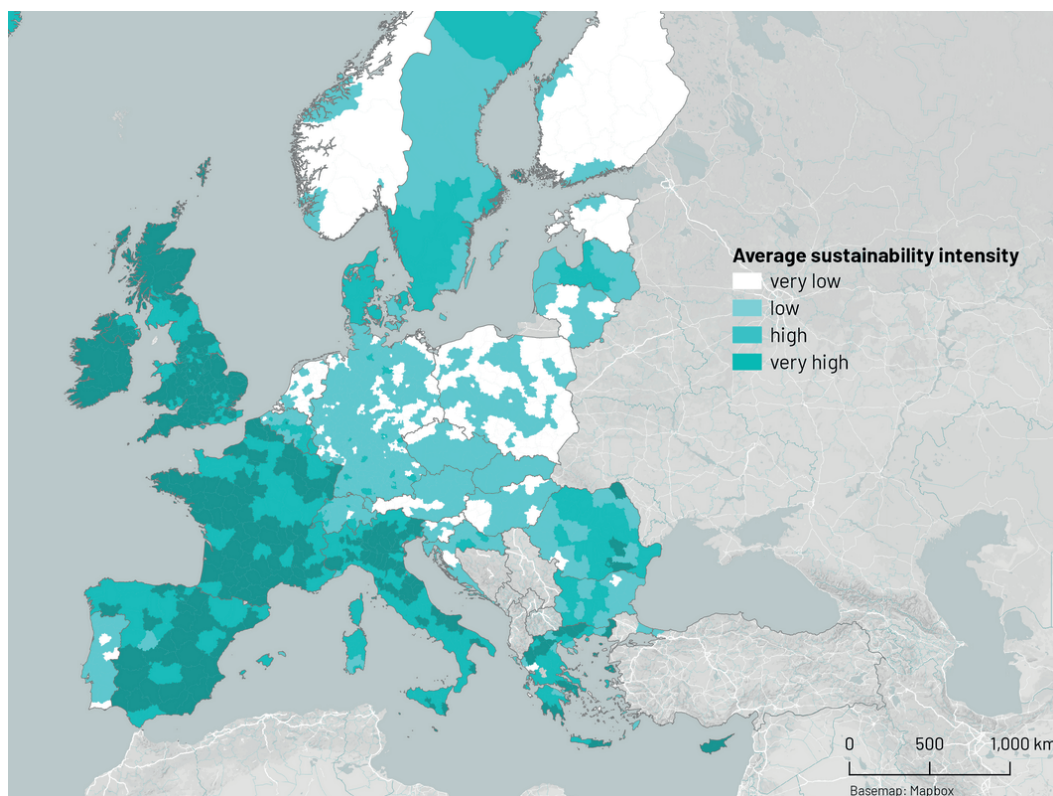 Average sustainability intensity
very low
low
high
very high
0 500 1,000 km
Basemap: Mapbox